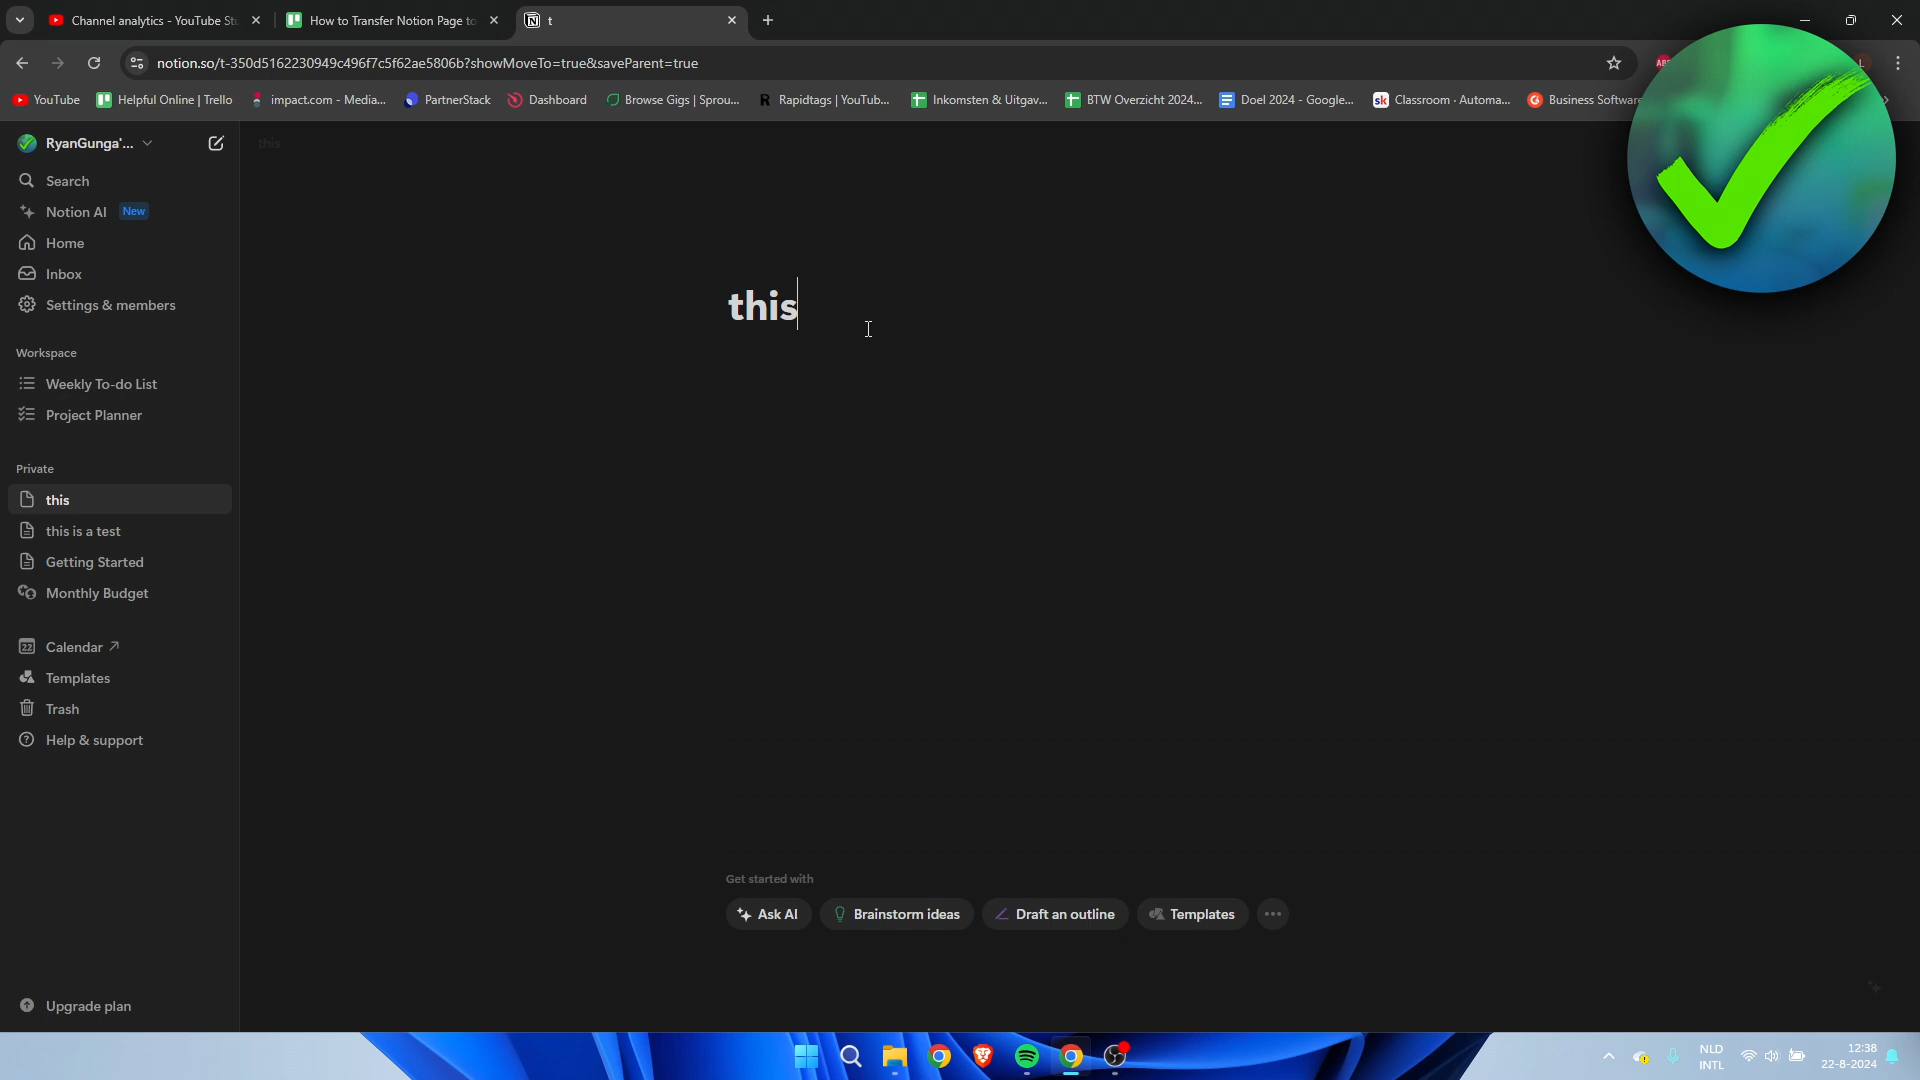 Channel analytics - YouTube St
How to Transfer Notion Page to
t
notion.so/t-350d5162230949c496f7c5f62ae5806b?showMoveTo=true&saveParent=true
YouTube
Helpful Online | Trello
impact.com - Media...
PartnerStack
Dashboard
Browse Gigs | Sprou...
Rapidtags | YouTub...
Inkomsten & Uitgav...
BTW Overzicht 2024...
Doel 2024 - Google...
Classroom - Automa...
Business Software
RyanGunga'...
this
Search
Notion AI New
Home
Inbox
Settings & members
this
Workspace
Weekly To-do List
Project Planner
Private
this
this is a test
Getting Started
Monthly Budget
22 Calendar
Templates
Trash
Help & support
Get started with
Ask AI
Brainstorm ideas
Draft an outline
Templates
Upgrade plan
NLD
INTL
12:38
22-8-2024